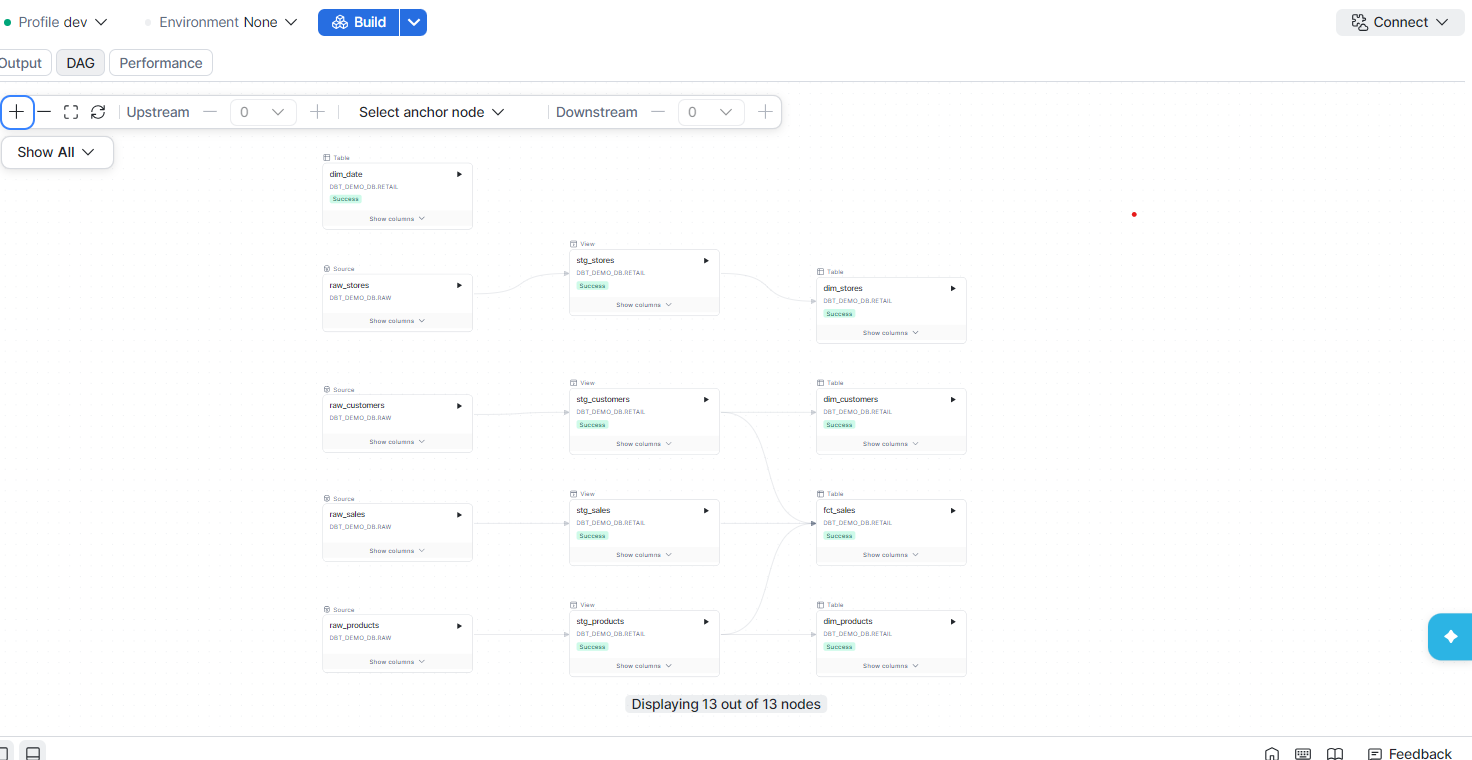 Profile dev Environment None Build Connect
Output DAG Performance
Upstream 0 Select anchor node Downstream 0
Show All
Table
dim_date
DBT_DEMO_DB.RETAIL
Success
Show columns
Source
raw_stores
DBT_DEMO_DB.RAW
Show columns
View
stg_stores
DBT_DEMO_DB.RETAIL
Success
Show columns
Table
dim_stores
DBT_DEMO_DB.RETAIL
Success
Show columns
Source
raw_customers
DBT_DEMO_DB.RAW
Show columns
View
stg_customers
DBT_DEMO_DB.RETAIL
Success
Show columns
Table
dim_customers
DBT_DEMO_DB.RETAIL
Success
Show columns
Source
raw_sales
DBT_DEMO_DB.RAW
Show columns
View
stg_sales
DBT_DEMO_DB.RETAIL
Success
Show columns
Table
fct_sales
DBT_DEMO_DB.RETAIL
Success
Show columns
Source
raw_products
DBT_DEMO_DB.RAW
Show columns
View
stg_products
DBT_DEMO_DB.RETAIL
Success
Show columns
Table
dim_products
DBT_DEMO_DB.RETAIL
Success
Show columns
Displaying 13 out of 13 nodes
Feedback